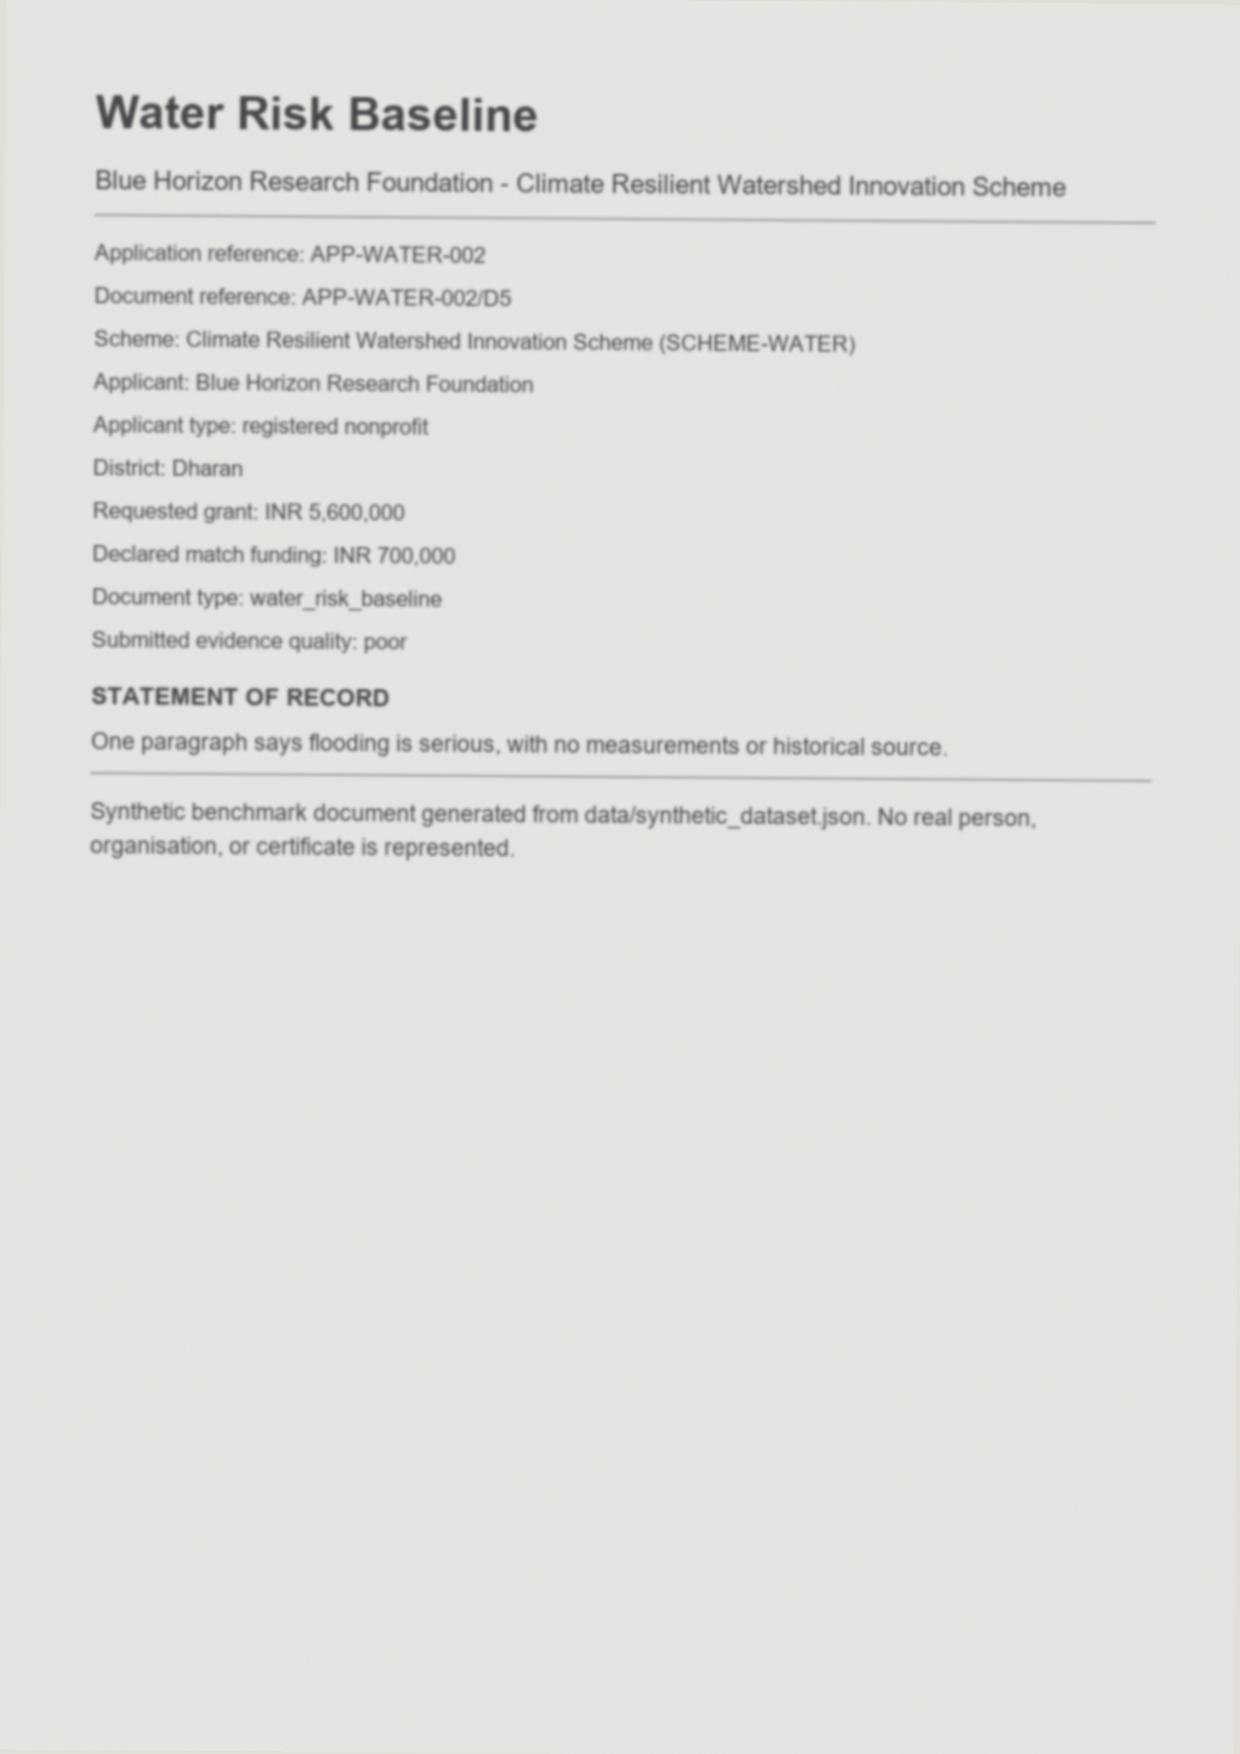 Water Risk Baseline
Blue Horizon Research Foundation - Climate Resilient Watershed Innovation Scheme
Application reference: APP-WATER-002
Document reference: APP-WATER-002/D5
Scheme: Climate Resilient Watershed Innovation Scheme (SCHEME-WATER)
Applicant: Blue Horizon Research Foundation
Applicant type: registered nonprofit
District: Dharan
Requested grant: INR 5,600,000
Declared match funding: INR 700,000
Document type: water_risk_baseline
Submitted evidence quality: poor
STATEMENT OF RECORD
One paragraph says flooding is serious, with no measurements or historical source.
Synthetic benchmark document generated from data/synthetic_dataset.json. No real person,
organisation, or certificate is represented.